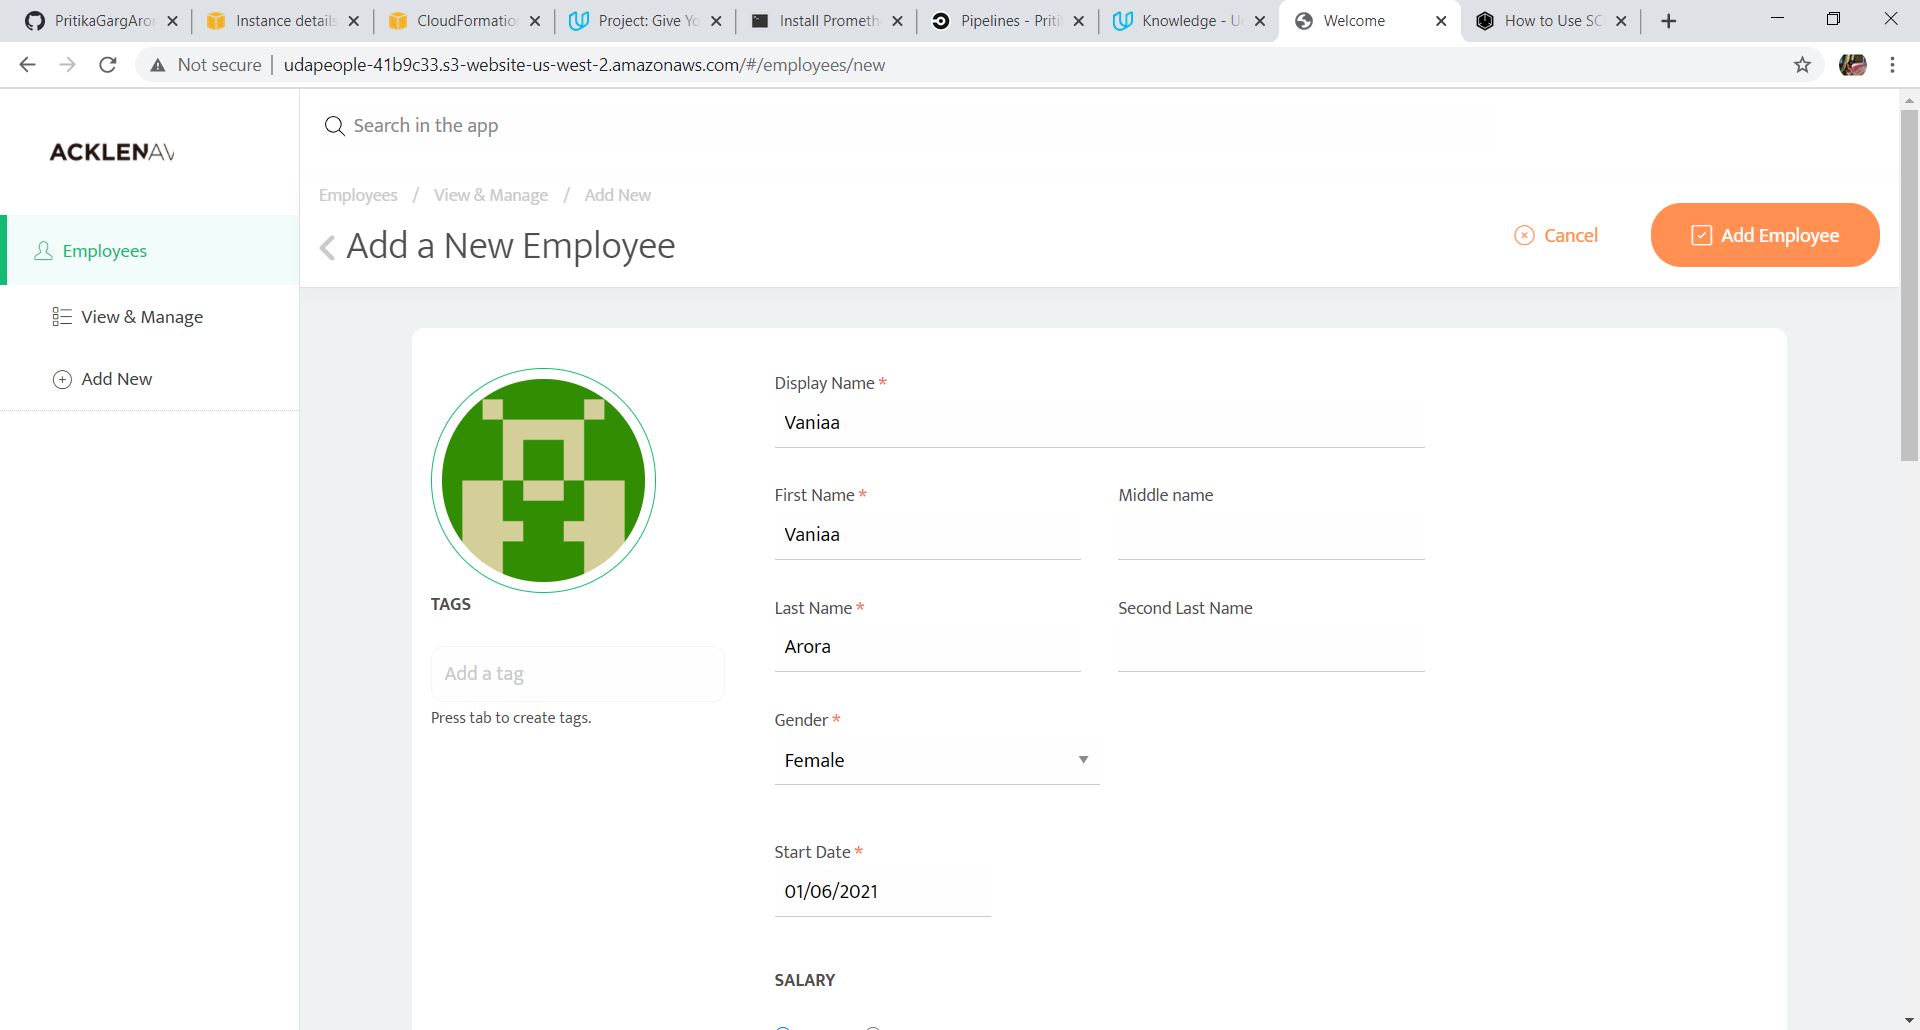 PritikaGargAror
Instance details
CloudFormation
Project: Give Yo
Install Prometh
Pipelines - Priti
Knowledge - U
Welcome
How to Use SC
Not secure
udapeople-41b9c33.s3-website-us-west-2.amazonaws.com/#/employees/new
ACKLENAV
Search in the app
Employees / View & Manage / Add New
Add a New Employee
Cancel
Add Employee
Employees
View & Manage
Add New
Display Name *
Vaniaa
First Name *
Middle name
Vaniaa
Last Name *
Second Last Name
Arora
TAGS
Add a tag
Press tab to create tags.
Gender *
Female
Start Date *
01/06/2021
SALARY